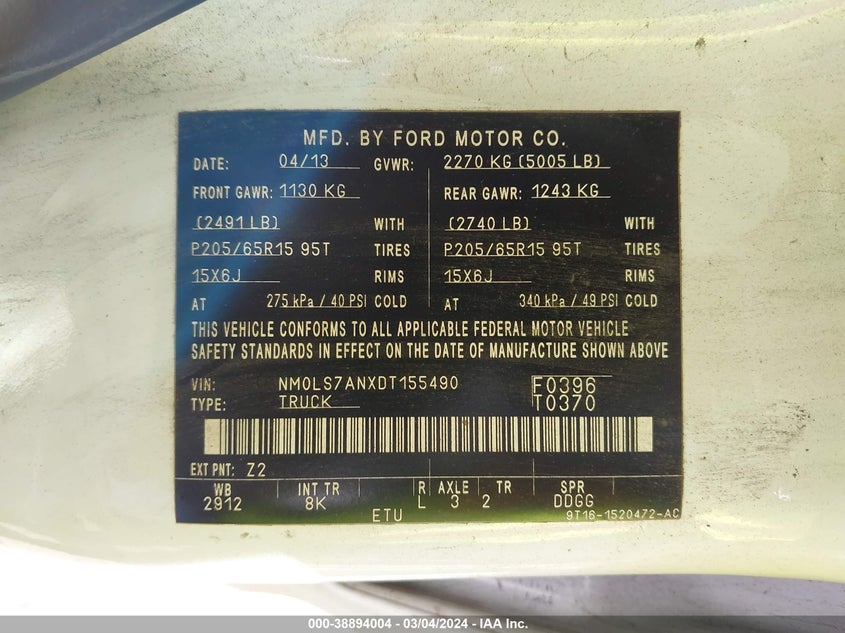 MFD. BY FORD MOTOR CO.
DATE: 04/13 GVWR: 2270 KG (5005 LB)
FRONT GAWR: 1130 KG REAR GAWR: 1243 KG
(2491 LB) WITH (2740 LB) WITH
P205/65R15 95T TIRES P205/65R15 95T TIRES
15X6J RIMS 15X6J RIMS
AT 275 kPa / 40 PSI COLD AT 340 kPa / 49 PSI COLD
THIS VEHICLE CONFORMS TO ALL APPLICABLE FEDERAL MOTOR VEHICLE
SAFETY STANDARDS IN EFFECT ON THE DATE OF MANUFACTURE SHOWN ABOVE
VIN: NM0LS7ANXDT155490 F0396
TYPE: TRUCK T0370
EXT PNT: Z2
WB INT TR R AXLE TR SPR
2912 8K L 3 2 DDGG
ETU 9T16-1520472-AC
000-38894004 - 03/04/2024 - IAA Inc.